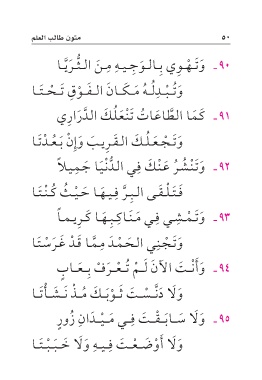 ٥٠ متون طالب العلم
٩٠ ـ وَتَهْوِي بِالوَجِيهِ مِنَ الثُّرَيَّا
وَتُبْدِلُهُ مَكَانَ الفَوْقِ تَحْتَا
٩١ ـ كَمَا الطَّاعَاتُ تَنْعَلُكَ الدَّرَارِي
وَتَجْعَلُكَ القَرِيبَ وَإِنْ بَعُدْتَا
٩٢ ـ وَتَنْشُرُ عَنْكَ فِي الدُّنْيَا جَمِيلاً
فَتَلْقَى البِرَّ فِيهَا حَيْثُ كُنْتَا
٩٣ ـ وَتَمْشِي فِي مَنَاكِبِهَا كَرِيماً
وَتَجْنِي الحَمْدَ مِمَّا قَدْ غَرَسْتَا
٩٤ ـ وَأَنْتَ الآنَ لَمْ تُعْرَفْ بِعَابٍ
وَلَا دَنَّسْتَ ثَوْبَكَ مُذْ نَشَأْتَا
٩٥ ـ وَلَا سَابَقْتَ فِي مَيْدَانِ زُورٍ
وَلَا أَوْضَعْتَ فِيهِ وَلَا خَبَبْتَا